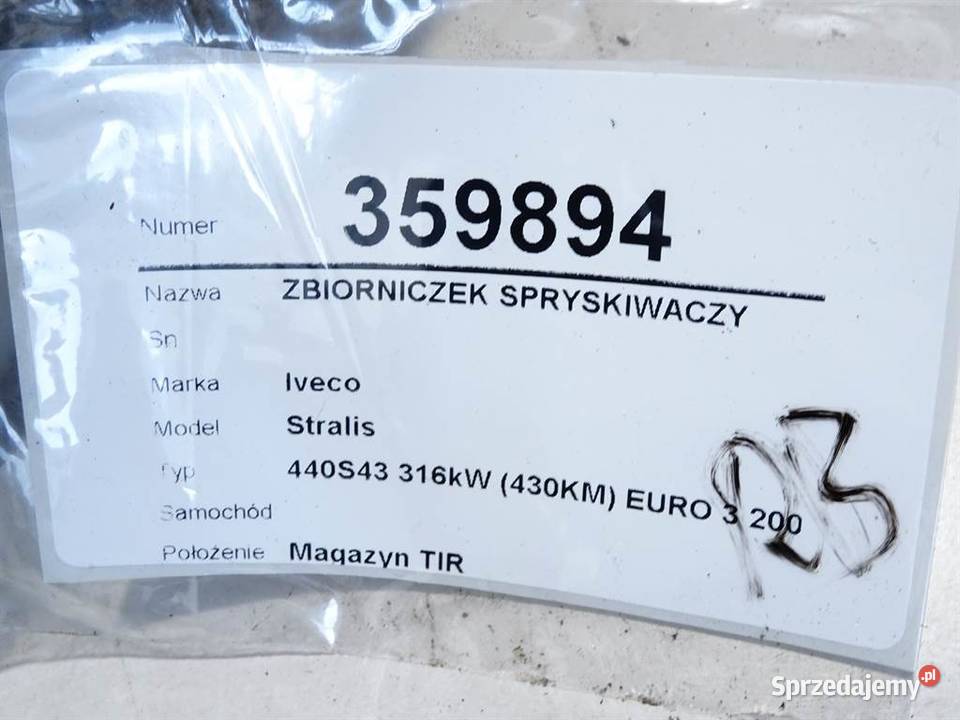 Numer 359894
Nazwa ZBIORNICZEK SPRYSKIWACZY
Sn
Marka Iveco
Model Stralis
Typ 440S43 316kW (430KM) EURO 3 200
Samochód
Położenie Magazyn TIR
Sprzedajemy.pl